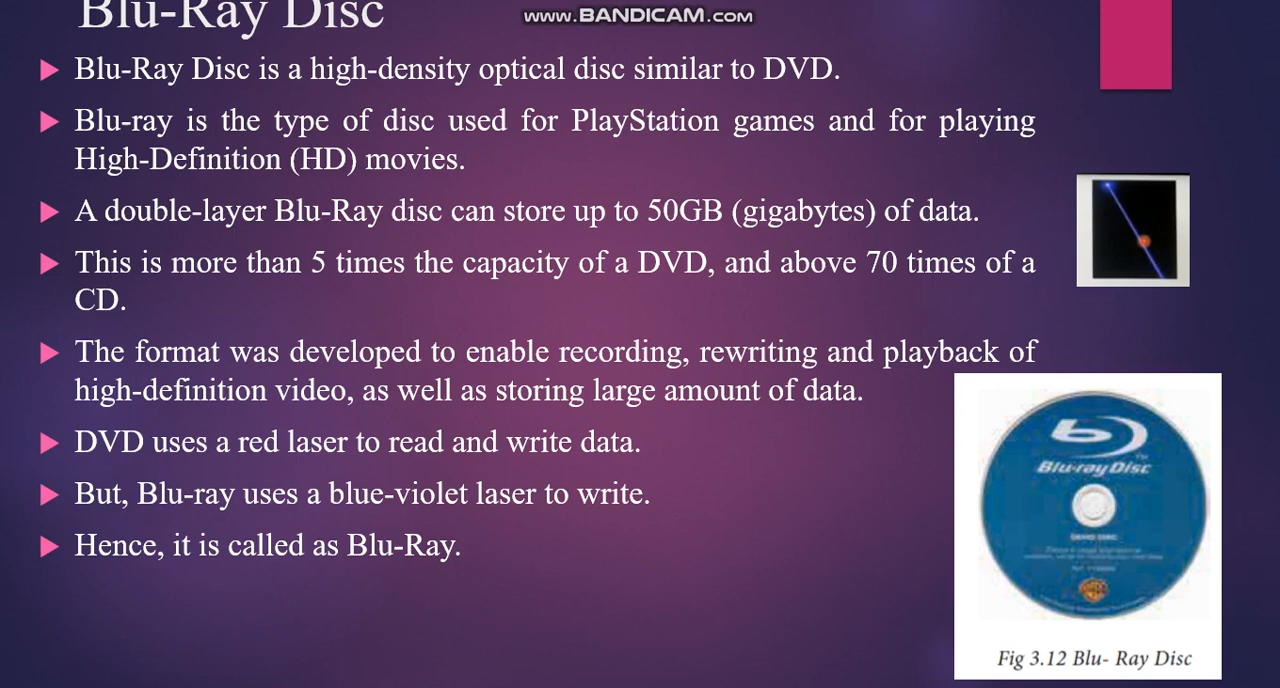 Blu-Ray Disc
www.BANDICAM.com
Blu-Ray Disc is a high-density optical disc similar to DVD.
Blu-ray is the type of disc used for PlayStation games and for playing
High-Definition (HD) movies.
A double-layer Blu-Ray disc can store up to 50GB (gigabytes) of data.
This is more than 5 times the capacity of a DVD, and above 70 times of a
CD.
The format was developed to enable recording, rewriting and playback of
high-definition video, as well as storing large amount of data.
DVD uses a red laser to read and write data.
But, Blu-ray uses a blue-violet laser to write.
Hence, it is called as Blu-Ray.
Blu-ray Disc
TM
DEMO DISC
Fig 3.12 Blu- Ray Disc